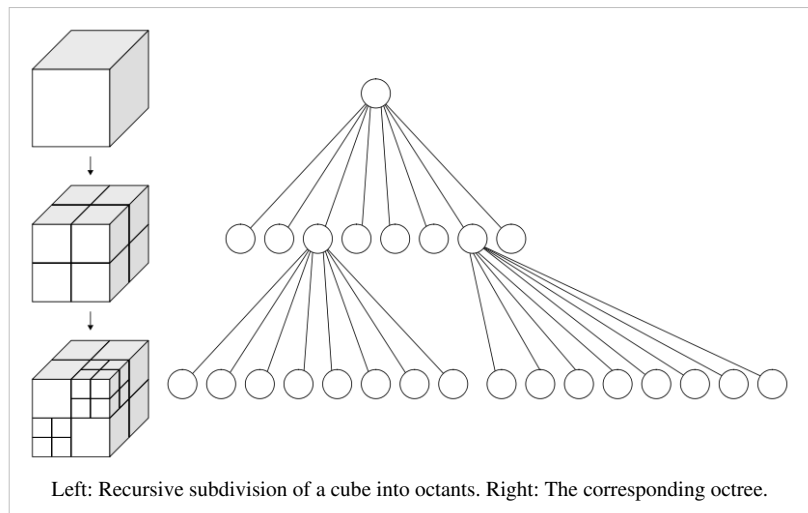 Left: Recursive subdivision of a cube into octants. Right: The corresponding octree.